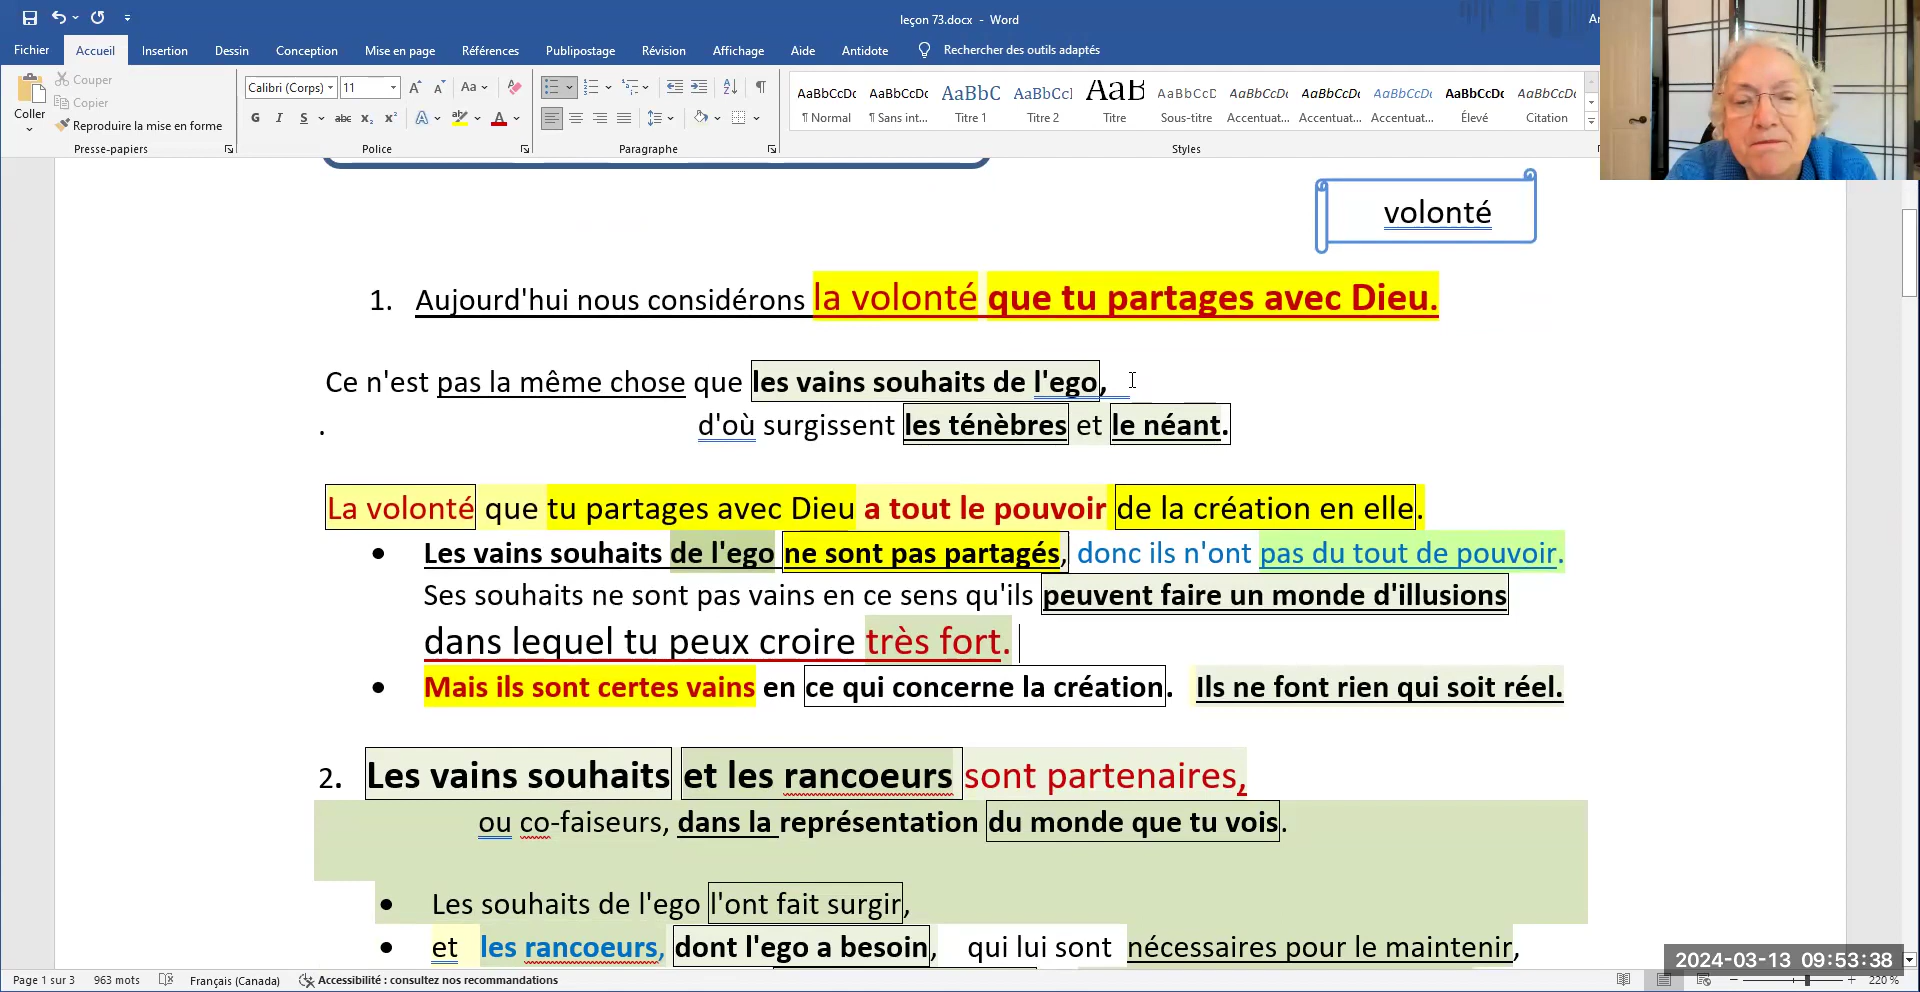 leçon 73.docx - Word
Fichier Accueil Insertion Dessin Conception Mise en page Références Publipostage Révision Affichage Aide Antidote Rechercher des outils adaptés
Coller
Couper
Copier
Reproduire la mise en forme
Presse-papiers
Calibri (Corps) 11
G I S abc x₂ x² A A
Police
Paragraphe
AaBbCcDc AaBbCcDc AaBbC AaBbCcI AaB AaBbCcD AaBbCcDc AaBbCcDc AaBbCcDc AaBbCcDc AaBbCcDc
¶ Normal ¶ Sans int... Titre 1 Titre 2 Titre Sous-titre Accentuat... Accentuat... Accentuat... Élevé Citation
Styles
volonté
1. Aujourd'hui nous considérons la volonté que tu partages avec Dieu.
Ce n'est pas la même chose que les vains souhaits de l'ego,
. d'où surgissent les ténèbres et le néant.
La volonté que tu partages avec Dieu a tout le pouvoir de la création en elle.
• Les vains souhaits de l'ego ne sont pas partagés, donc ils n'ont pas du tout de pouvoir.
Ses souhaits ne sont pas vains en ce sens qu'ils peuvent faire un monde d'illusions
dans lequel tu peux croire très fort.
• Mais ils sont certes vains en ce qui concerne la création. Ils ne font rien qui soit réel.
2. Les vains souhaits et les rancoeurs sont partenaires,
ou co-faiseurs, dans la représentation du monde que tu vois.
• Les souhaits de l'ego l'ont fait surgir,
• et les rancoeurs, dont l'ego a besoin, qui lui sont nécessaires pour le maintenir,
2024-03-13 09:53:38
Page 1 sur 3 963 mots Français (Canada) Accessibilité : consultez nos recommandations 220 %